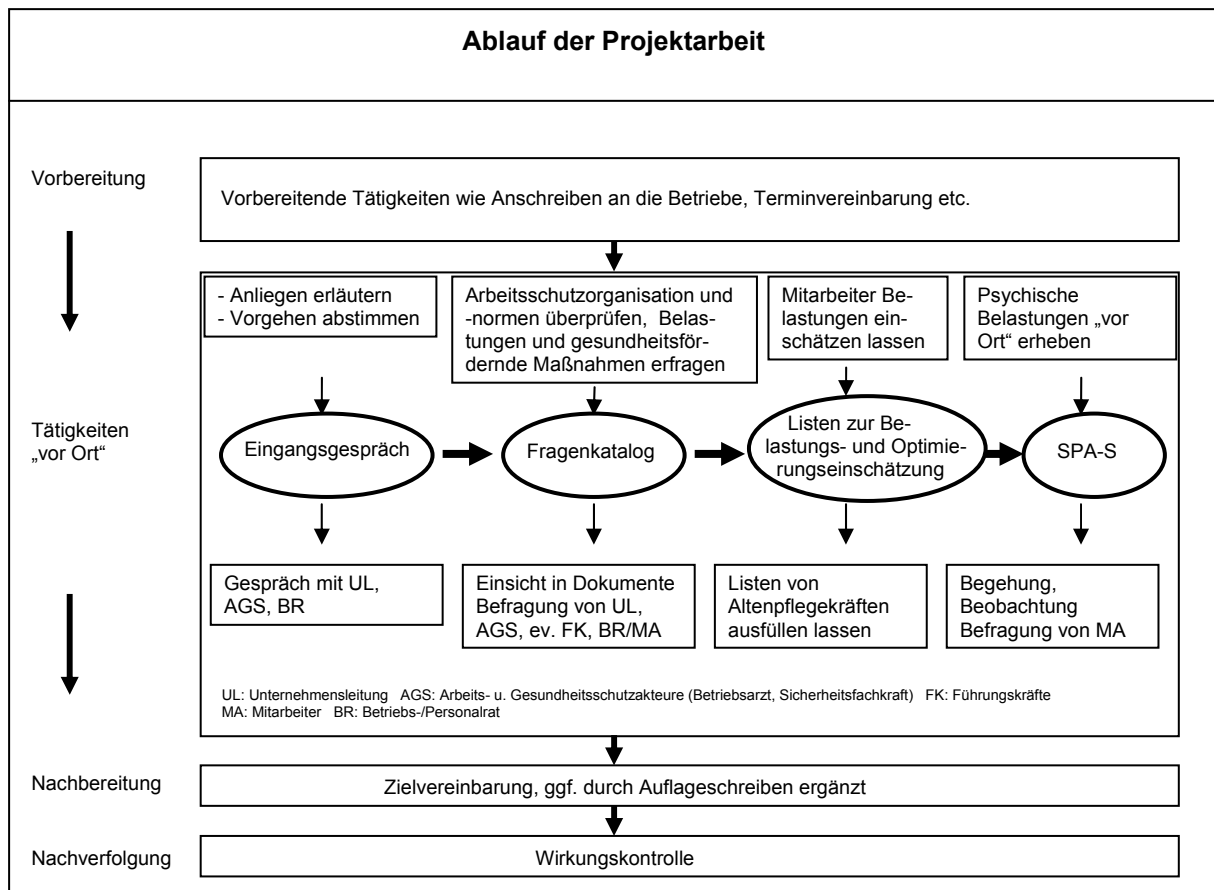 Ablauf der Projektarbeit
Vorbereitung
Vorbereitende Tätigkeiten wie Anschreiben an die Betriebe, Terminvereinbarung etc.
Tätigkeiten
„vor Ort“
- Anliegen erläutern
- Vorgehen abstimmen
Arbeitsschutzorganisation und
-normen überprüfen, Belas-
tungen und gesundheitsför-
dernde Maßnahmen erfragen
Mitarbeiter Be-
lastungen ein-
schätzen lassen
Psychische
Belastungen „vor
Ort“ erheben
Eingangsgespräch
Fragenkatalog
Listen zur Be-
lastungs- und Optimie-
rungseinschätzung
SPA-S
Gespräch mit UL,
AGS, BR
Einsicht in Dokumente
Befragung von UL,
AGS, ev. FK, BR/MA
Listen von
Altenpflegekräften
ausfüllen lassen
Begehung,
Beobachtung
Befragung von MA
UL: Unternehmensleitung AGS: Arbeits- u. Gesundheitsschutzakteure (Betriebsarzt, Sicherheitsfachkraft) FK: Führungskräfte
MA: Mitarbeiter BR: Betriebs-/Personalrat
Nachbereitung
Zielvereinbarung, ggf. durch Auflageschreiben ergänzt
Nachverfolgung
Wirkungskontrolle